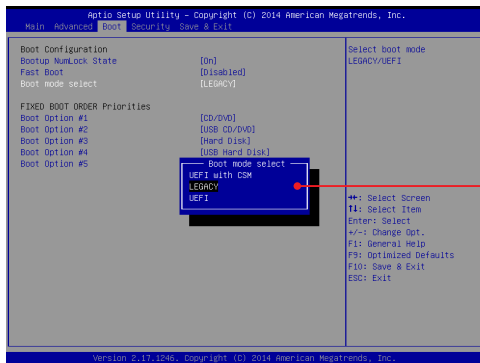 Aptio Setup Utility – Copyright (C) 2014 American Megatrends, Inc.
Main Advanced Boot Security Save & Exit
Boot Configuration
Bootup NumLock State [On]
Fast Boot [Disabled]
Boot mode select [LEGACY]
FIXED BOOT ORDER Priorities
Boot Option #1 [CD/DVD]
Boot Option #2 [USB CD/DVD]
Boot Option #3 [Hard Disk]
Boot Option #4 [USB Hard Disk]
Boot Option #5
Boot mode select
UEFI with CSM
LEGACY
UEFI
Select boot mode
LEGACY/UEFI
→←: Select Screen
↑↓: Select Item
Enter: Select
+/-: Change Opt.
F1: General Help
F9: Optimized Defaults
F10: Save & Exit
ESC: Exit
Version 2.17.1246. Copyright (C) 2014 American Megatrends, Inc.